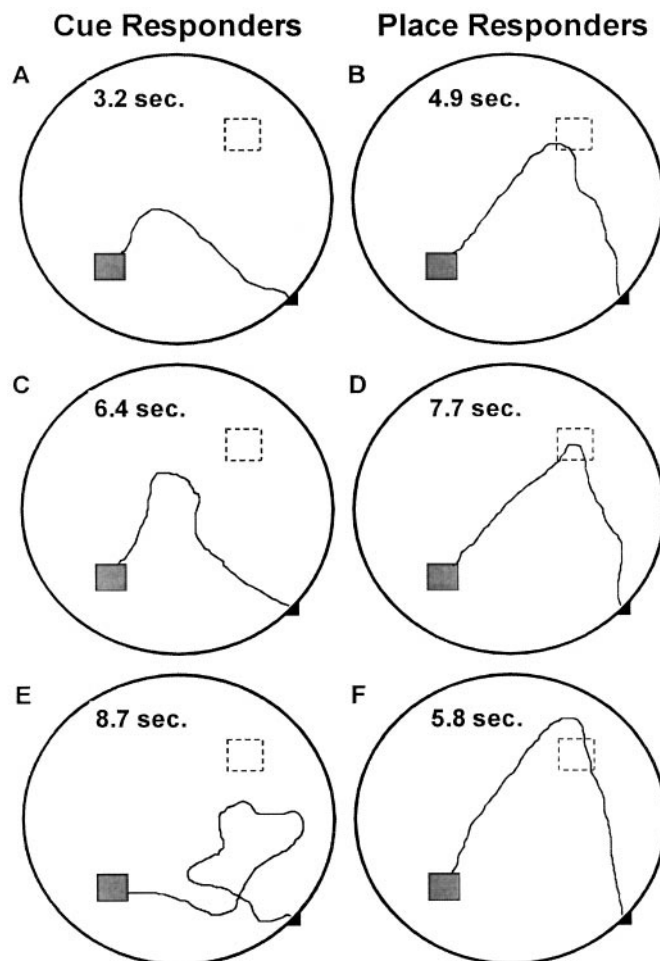 Cue Responders Place Responders
A B
3.2 sec. 4.9 sec.
C D
6.4 sec. 7.7 sec.
E F
8.7 sec. 5.8 sec.